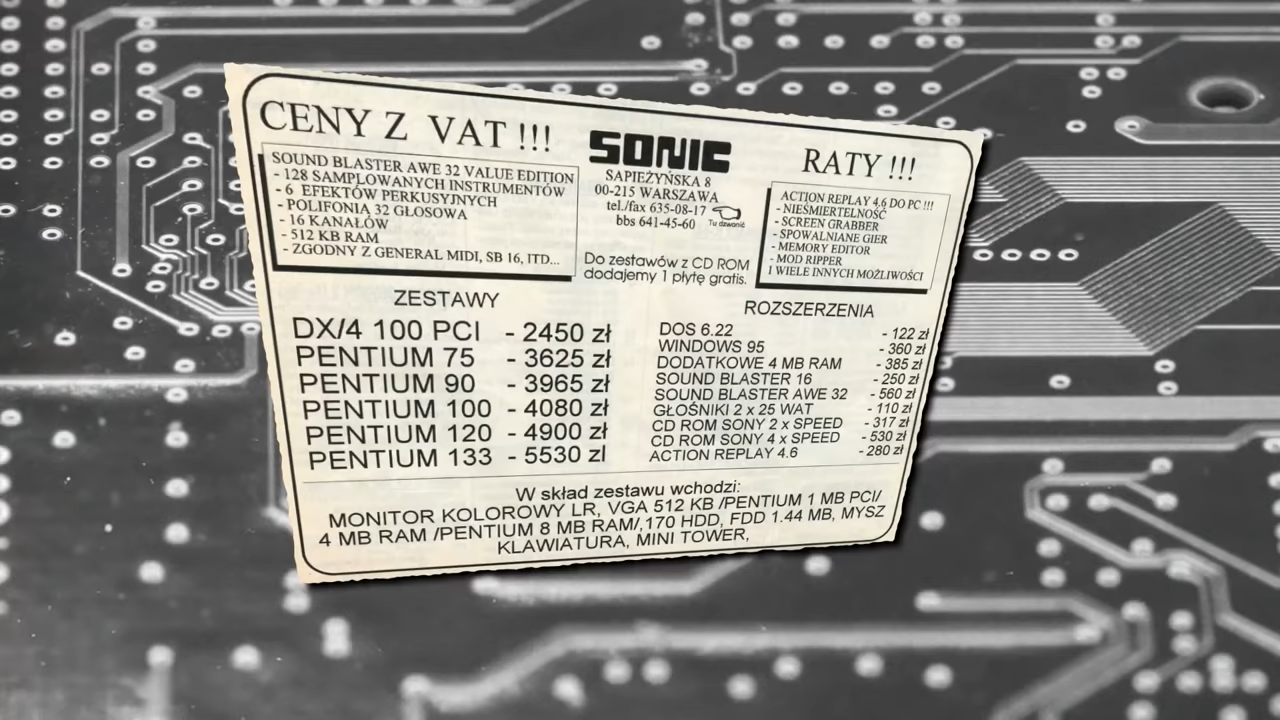 CENY Z VAT !!!
SOUND BLASTER AWE 32 VALUE EDITION
- 128 SAMPLOWANYCH INSTRUMENTÓW
- 6 EFEKTÓW PERKUSYJNYCH
- POLIFONIA 32 GŁOSOWA
- 16 KANAŁÓW
- 512 KB RAM
- ZGODNY Z GENERAL MIDI, SB 16, ITD...
SONIC
SAPIEŻYŃSKA 8
00-215 WARSZAWA
tel./fax 635-08-17
bbs 641-45-60
Tu dzwonić
Do zestawów z CD ROM
dodajemy 1 płytę gratis.
RATY !!!
ACTION REPLAY 4.6 DO PC !!!
- NIEŚMIERTELNOŚĆ
- SCREEN GRABBER
- SPOWALNIANE GIER
- MEMORY EDITOR
- MOD RIPPER
I WIELE INNYCH MOŻLIWOŚCI
ZESTAWY
DX/4 100 PCI - 2450 zł
PENTIUM 75 - 3625 zł
PENTIUM 90 - 3965 zł
PENTIUM 100 - 4080 zł
PENTIUM 120 - 4900 zł
PENTIUM 133 - 5530 zl
ROZSZERZENIA
DOS 6.22 - 122 zł
WINDOWS 95 - 360 zł
DODATKOWE 4 MB RAM - 385 zł
SOUND BLASTER 16 - 250 zł
SOUND BLASTER AWE 32 - 560 zł
GŁOŚNIKI 2 x 25 WAT - 110 zł
CD ROM SONY 2 x SPEED - 317 zł
CD ROM SONY 4 x SPEED - 530 zł
ACTION REPLAY 4.6 - 280 zł
W skład zestawu wchodzi:
MONITOR KOLOROWY LR, VGA 512 KB /PENTIUM 1 MB PCI/
4 MB RAM /PENTIUM 8 MB RAM/,170 HDD, FDD 1.44 MB, MYSZ
KLAWIATURA, MINI TOWER,